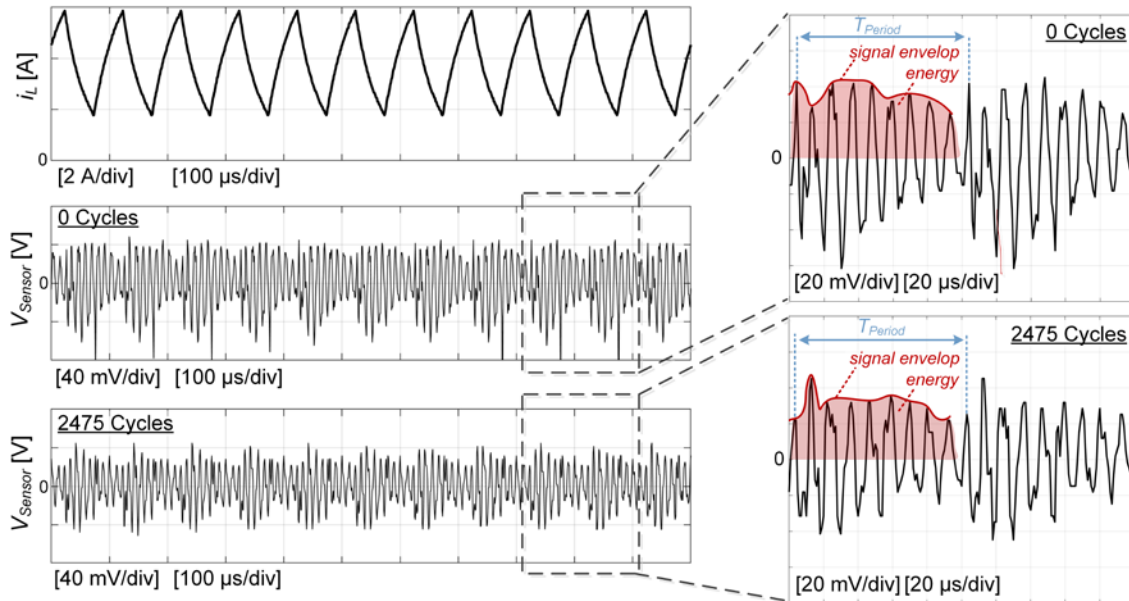 i_L [A]
0
[2 A/div] [100 µs/div]
0 Cycles
V_Sensor [V]
0
[40 mV/div] [100 µs/div]
2475 Cycles
V_Sensor [V]
0
[40 mV/div] [100 µs/div]
T_Period
0 Cycles
signal envelop
energy
0
[20 mV/div] [20 µs/div]
T_Period
2475 Cycles
signal envelop
energy
0
[20 mV/div] [20 µs/div]